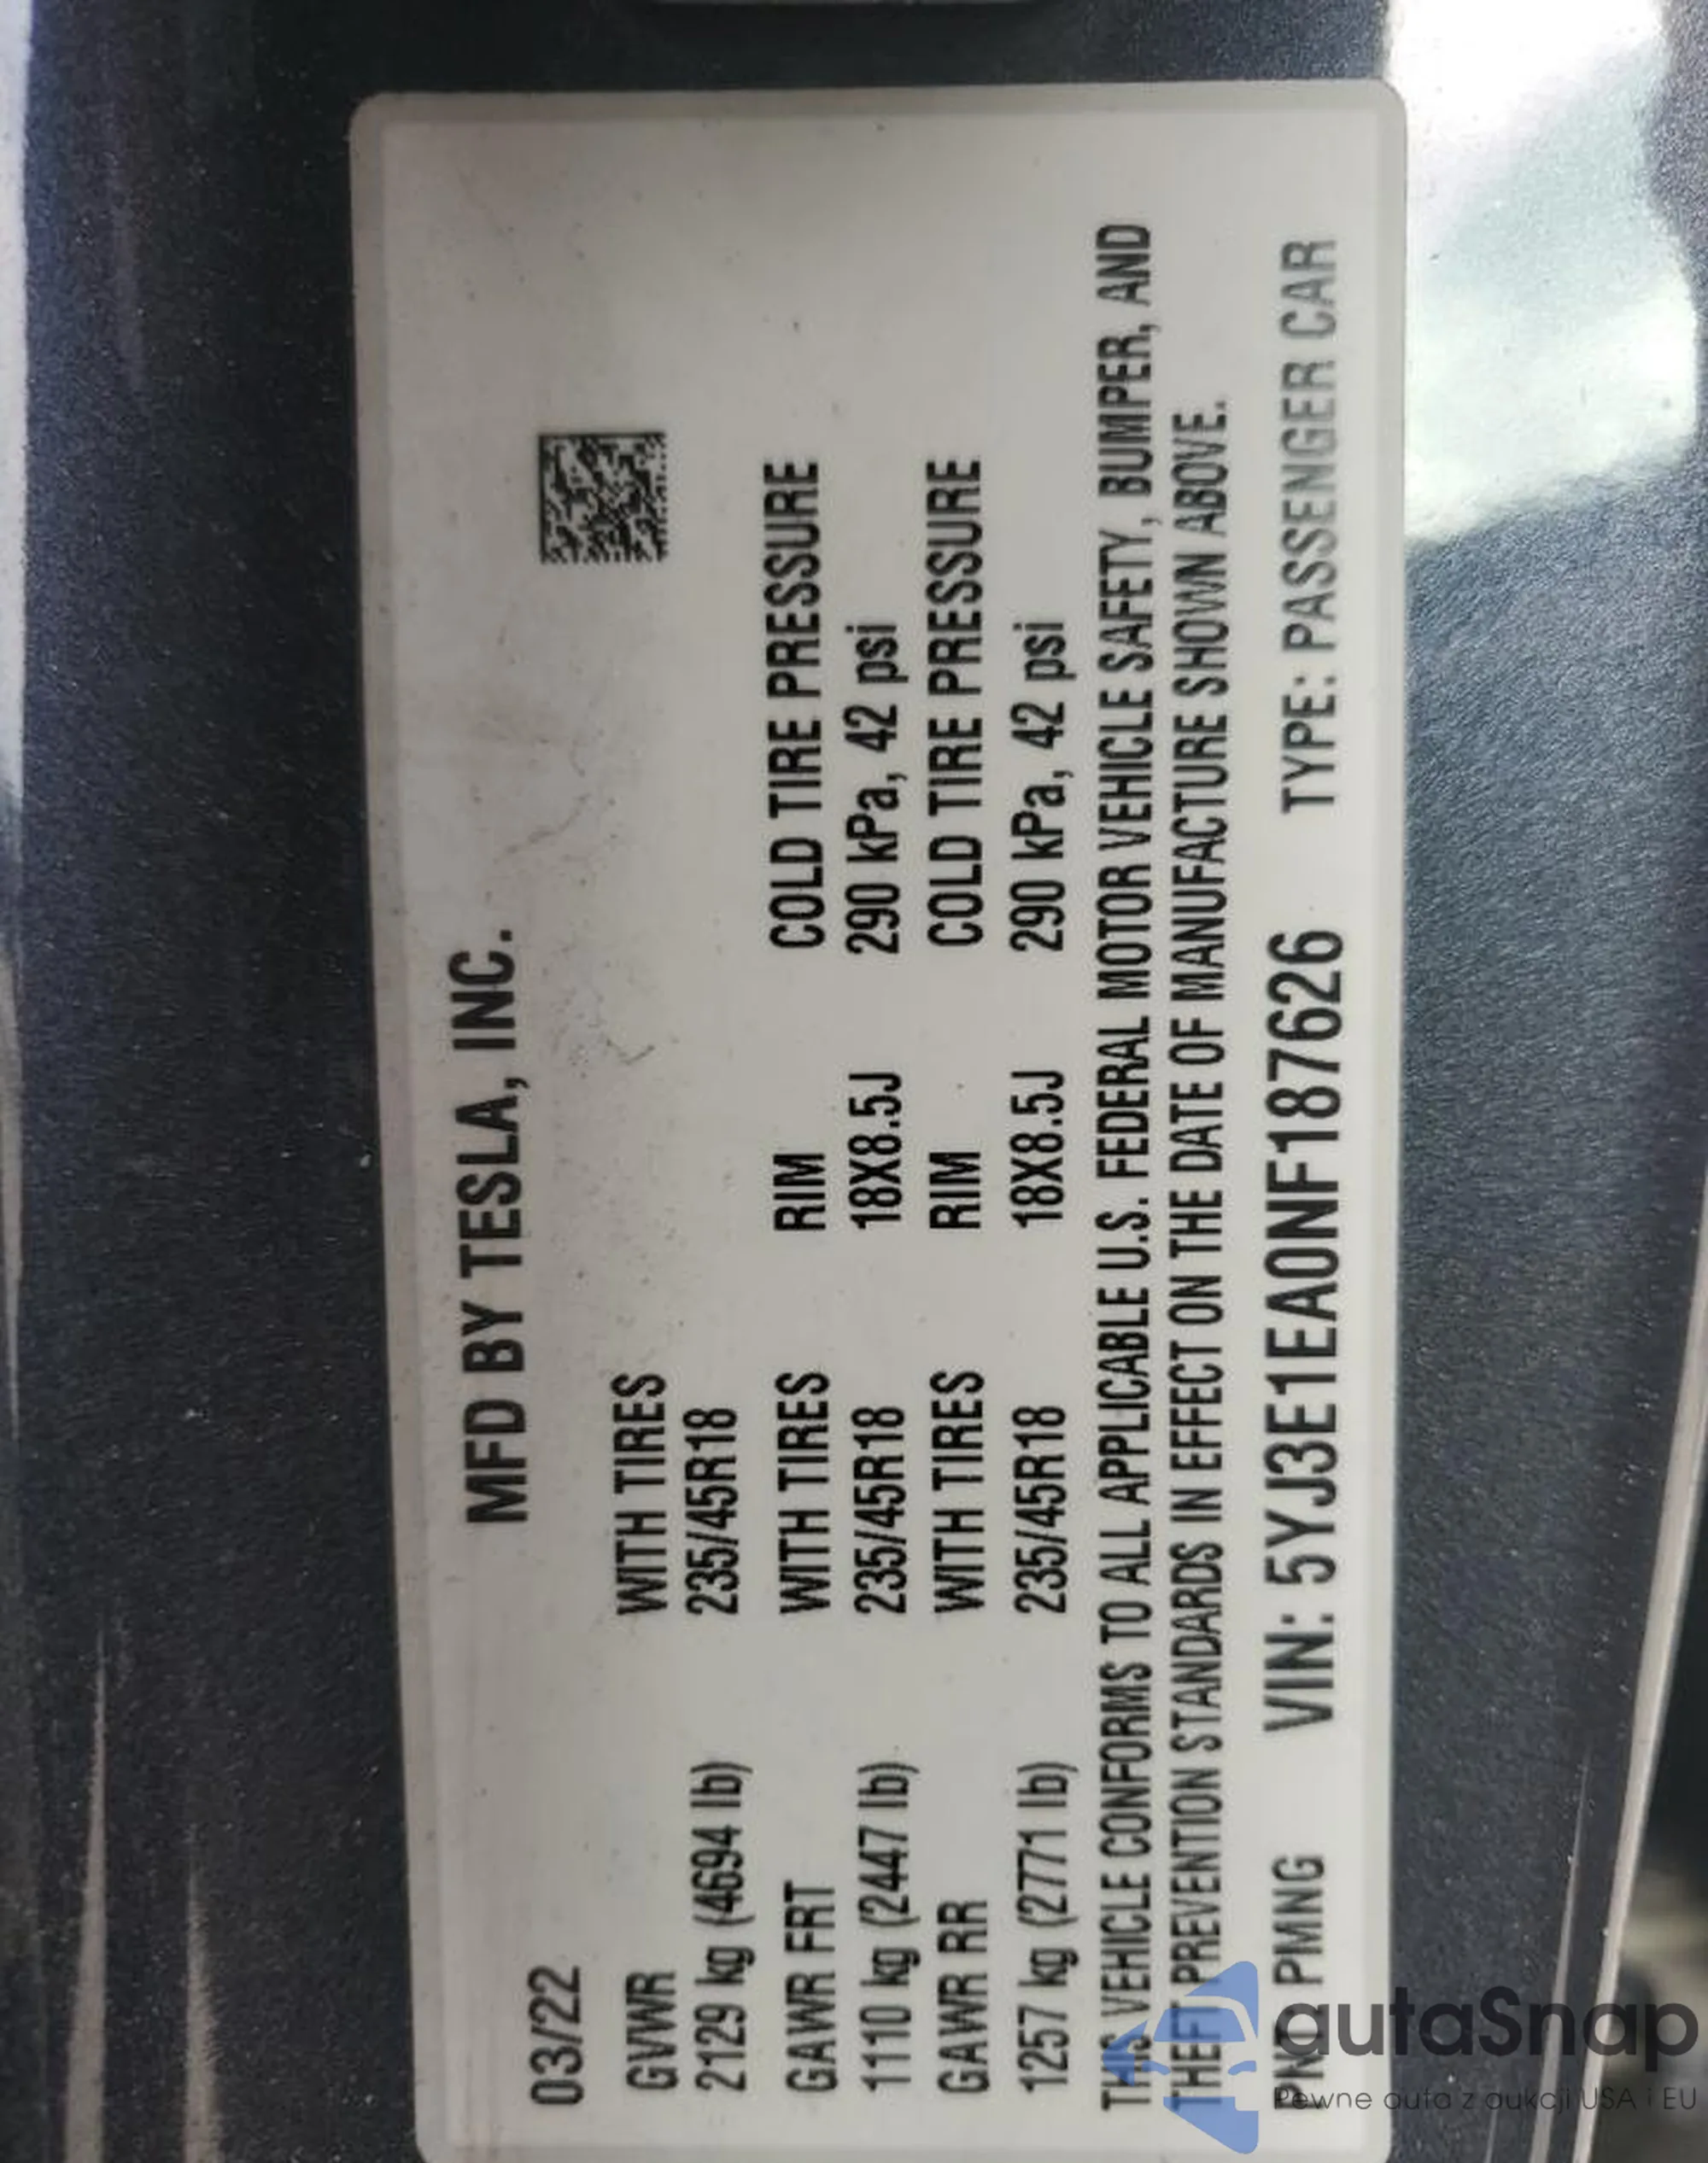 MFD BY TESLA, INC.
03/22
GVWR WITH TIRES
2129 kg (4694 lb) 235/45R18
GAWR FRT WITH TIRES RIM COLD TIRE PRESSURE
1110 kg (2447 lb) 235/45R18 18X8.5J 290 kPa, 42 psi
GAWR RR WITH TIRES RIM COLD TIRE PRESSURE
1257 kg (2771 lb) 235/45R18 18X8.5J 290 kPa, 42 psi
THIS VEHICLE CONFORMS TO ALL APPLICABLE U.S. FEDERAL MOTOR VEHICLE SAFETY, BUMPER, AND
THEFT PREVENTION STANDARDS IN EFFECT ON THE DATE OF MANUFACTURE SHOWN ABOVE.
PNT PMNG VIN: 5YJ3E1EA0NF187626 TYPE: PASSENGER CAR
autaSnap
Pewne auta z aukcji USA i EU